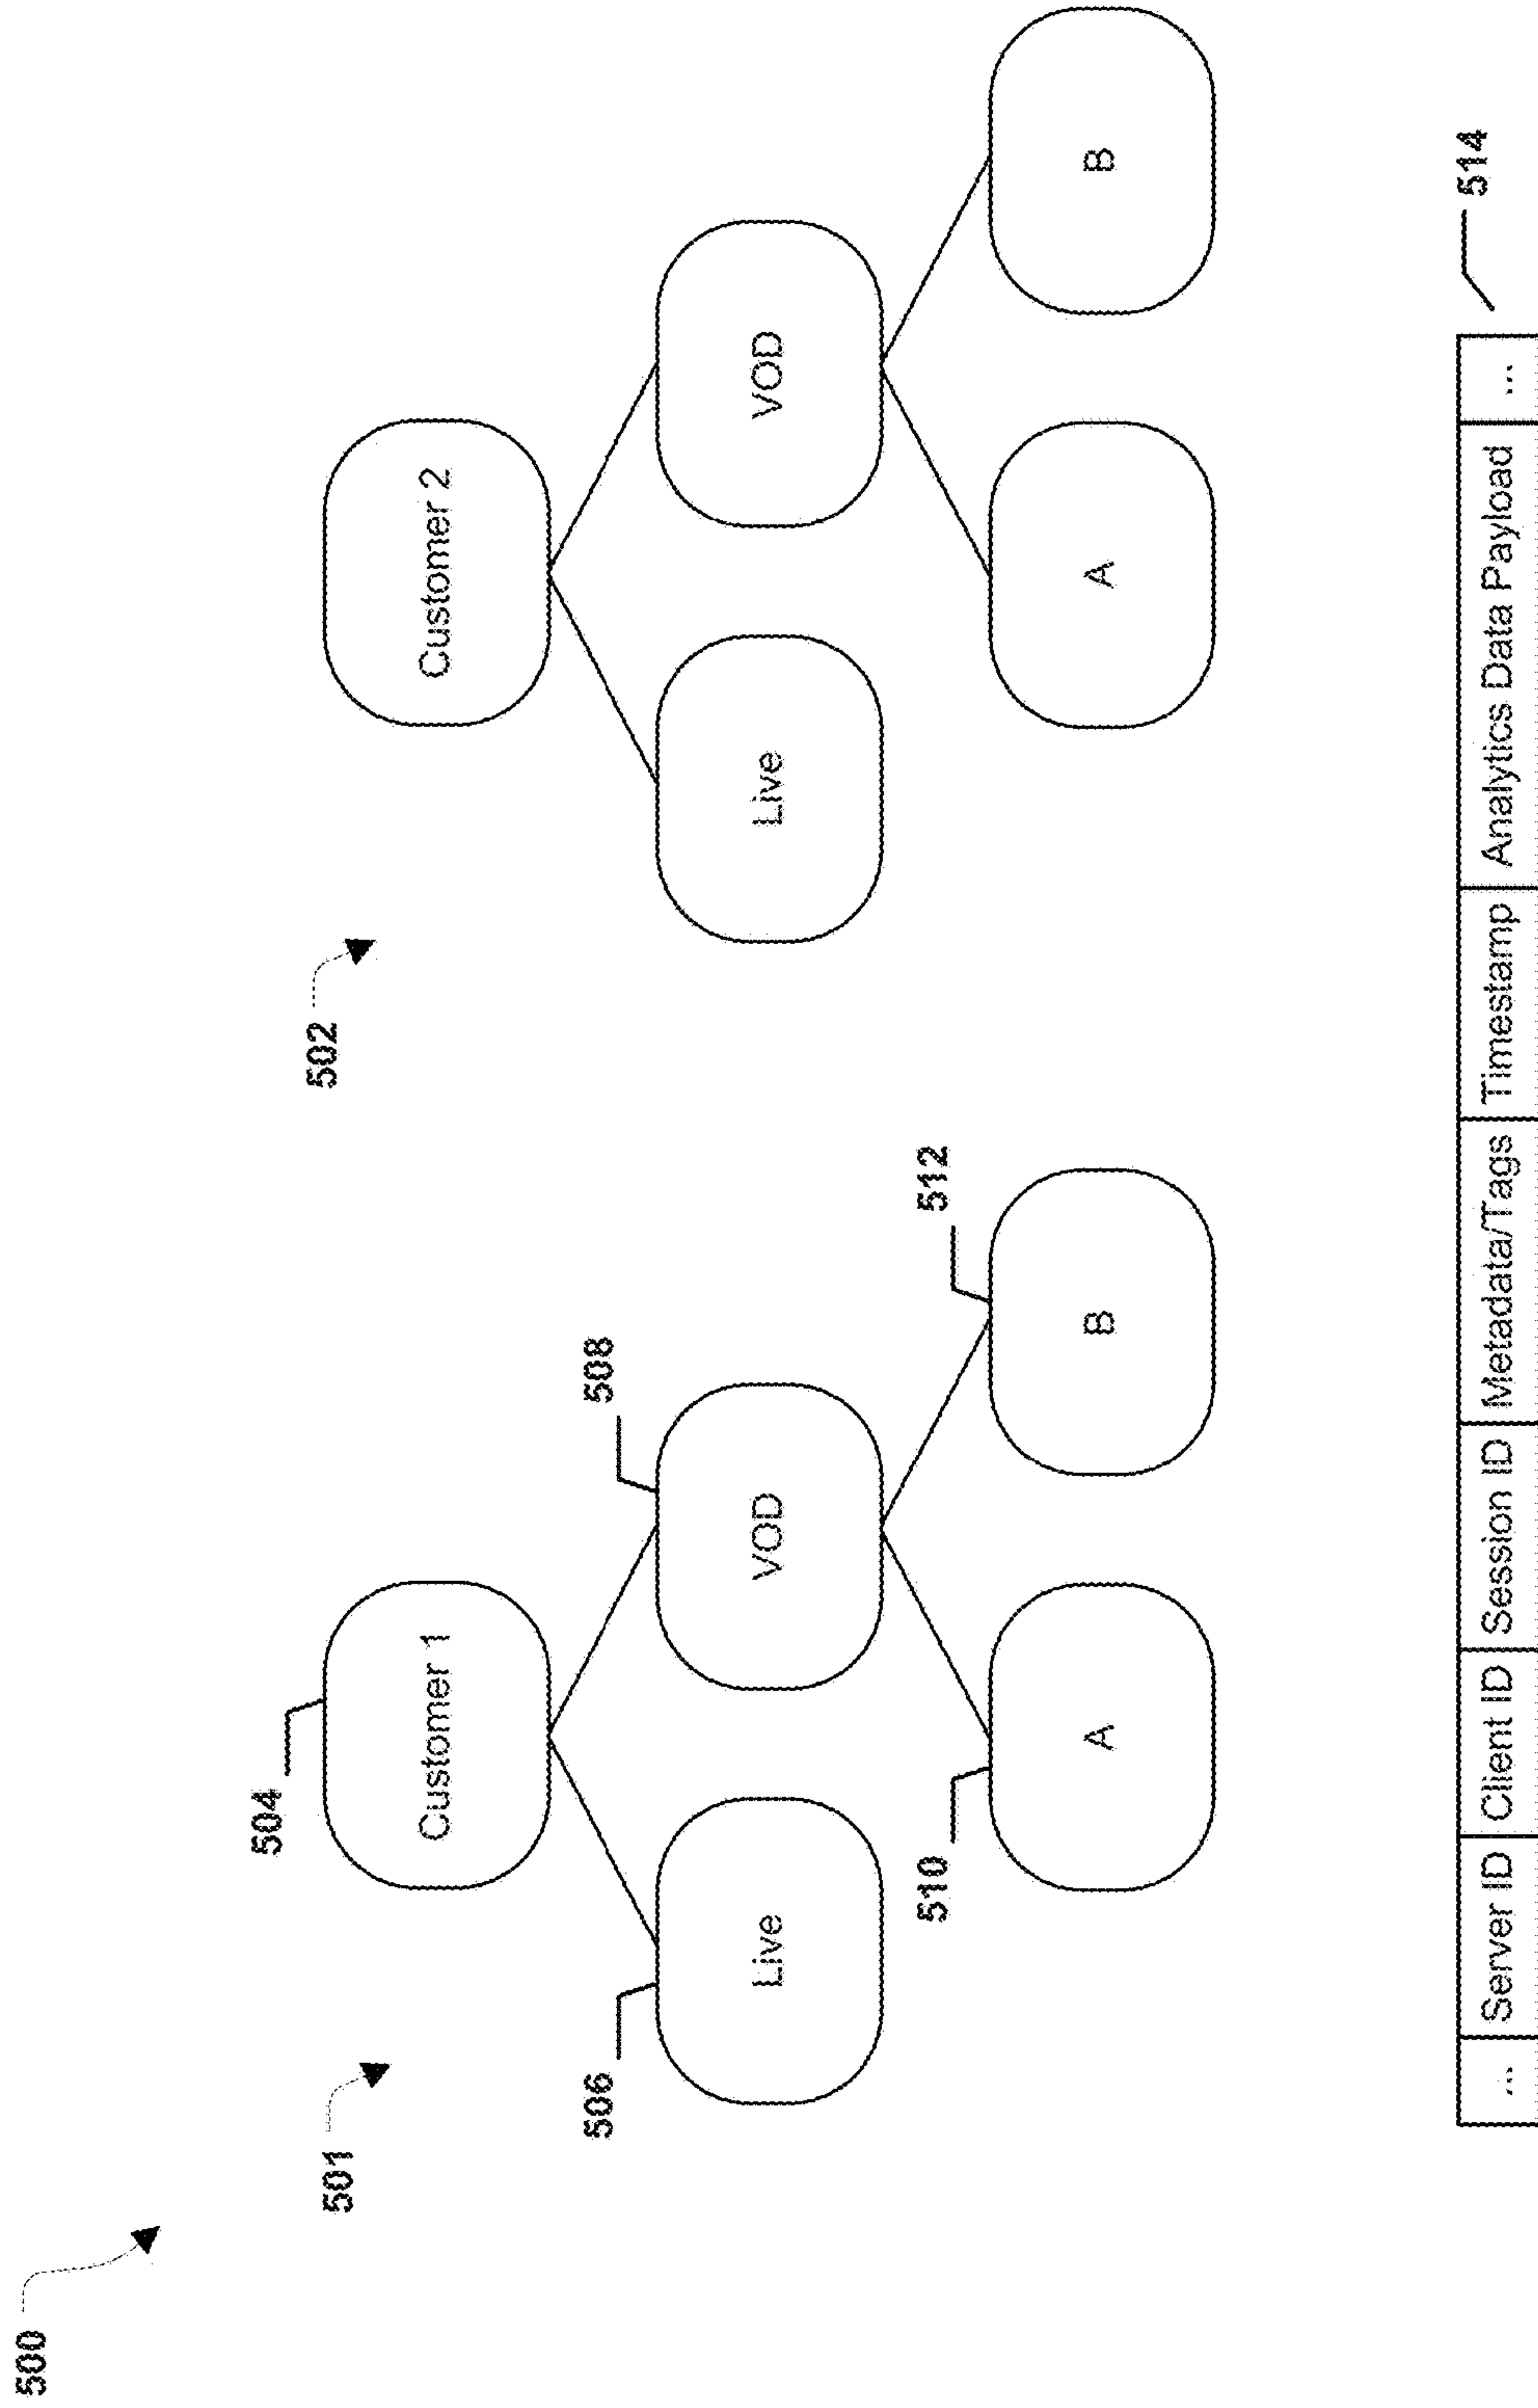 500
501
502
504
Customer 1
Customer 2
506
508
Live
VOD
Live
VOD
510
512
A
B
A
B
514
... Server ID Client ID Session ID Metadata/Tags Timestamp Analytics Data Payload ...